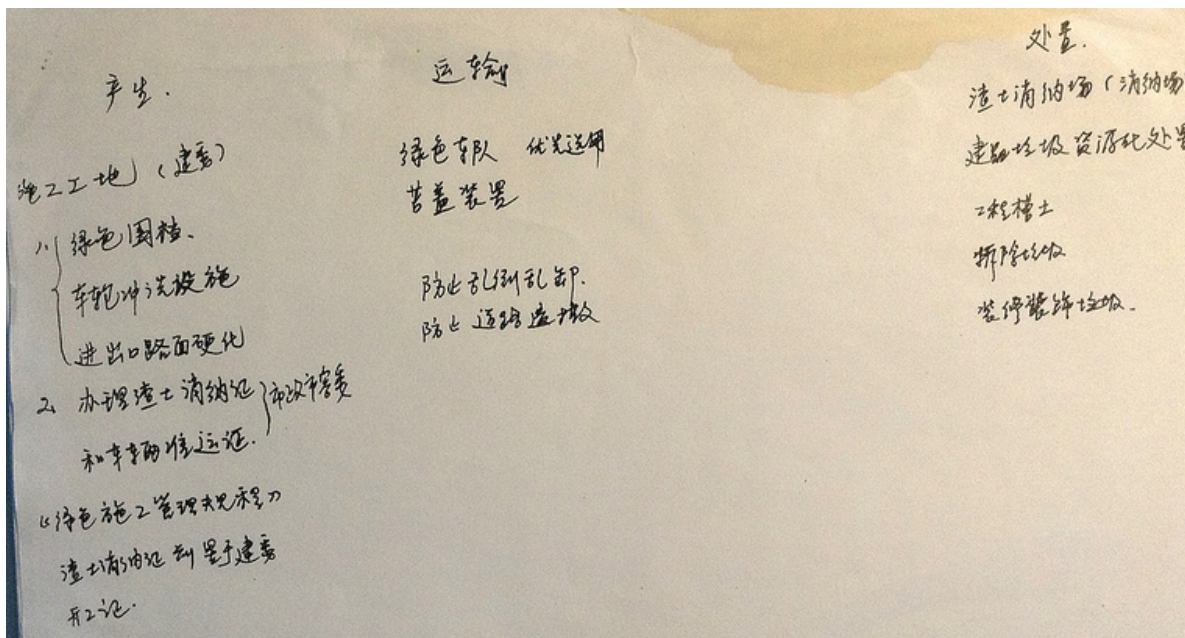 产生.
施工工地（建委）
1、绿色围挡、
车轮冲洗设施
进出口路面硬化
2、办理渣土消纳证
和车辆准运证.
市政市容委
《绿色施工管理规程》
渣土消纳证前置于建委
开工证.
运输
绿色车队 优先选用
苫盖装置
防止乱倒乱卸.
防止道路遗撒
处置.
渣土消纳场（消纳场
建筑垃圾资源化处置
工程槽土
拆除垃圾
装修装饰垃圾.